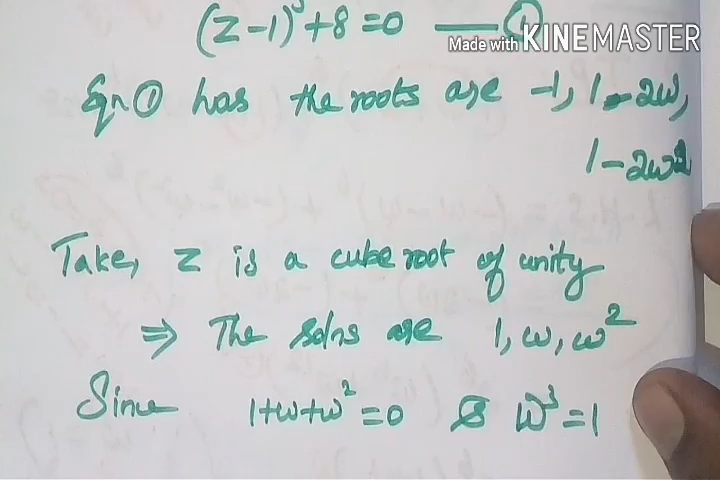 (z-1)³+8=0 —— ①
Made with KINEMASTER
Eqn ① has the roots are -1, 1-2ω,
1-2ω²
Take, z is a cube root of unity
⇒ The solns are 1, ω, ω²
Since 1+ω+ω²=0 & ω³=1